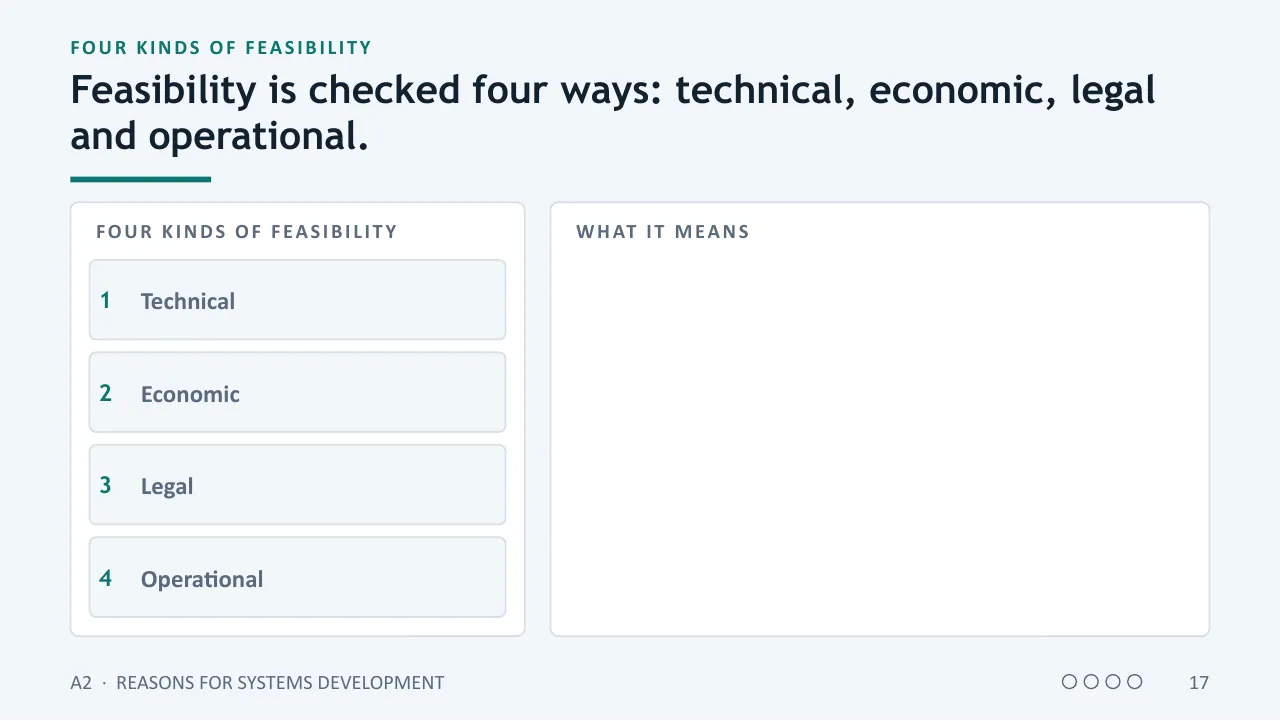 FOUR KINDS OF FEASIBILITY
Feasibility is checked four ways: technical, economic, legal
and operational.
FOUR KINDS OF FEASIBILITY
1 Technical
2 Economic
3 Legal
4 Operational
WHAT IT MEANS
A2 · REASONS FOR SYSTEMS DEVELOPMENT
17